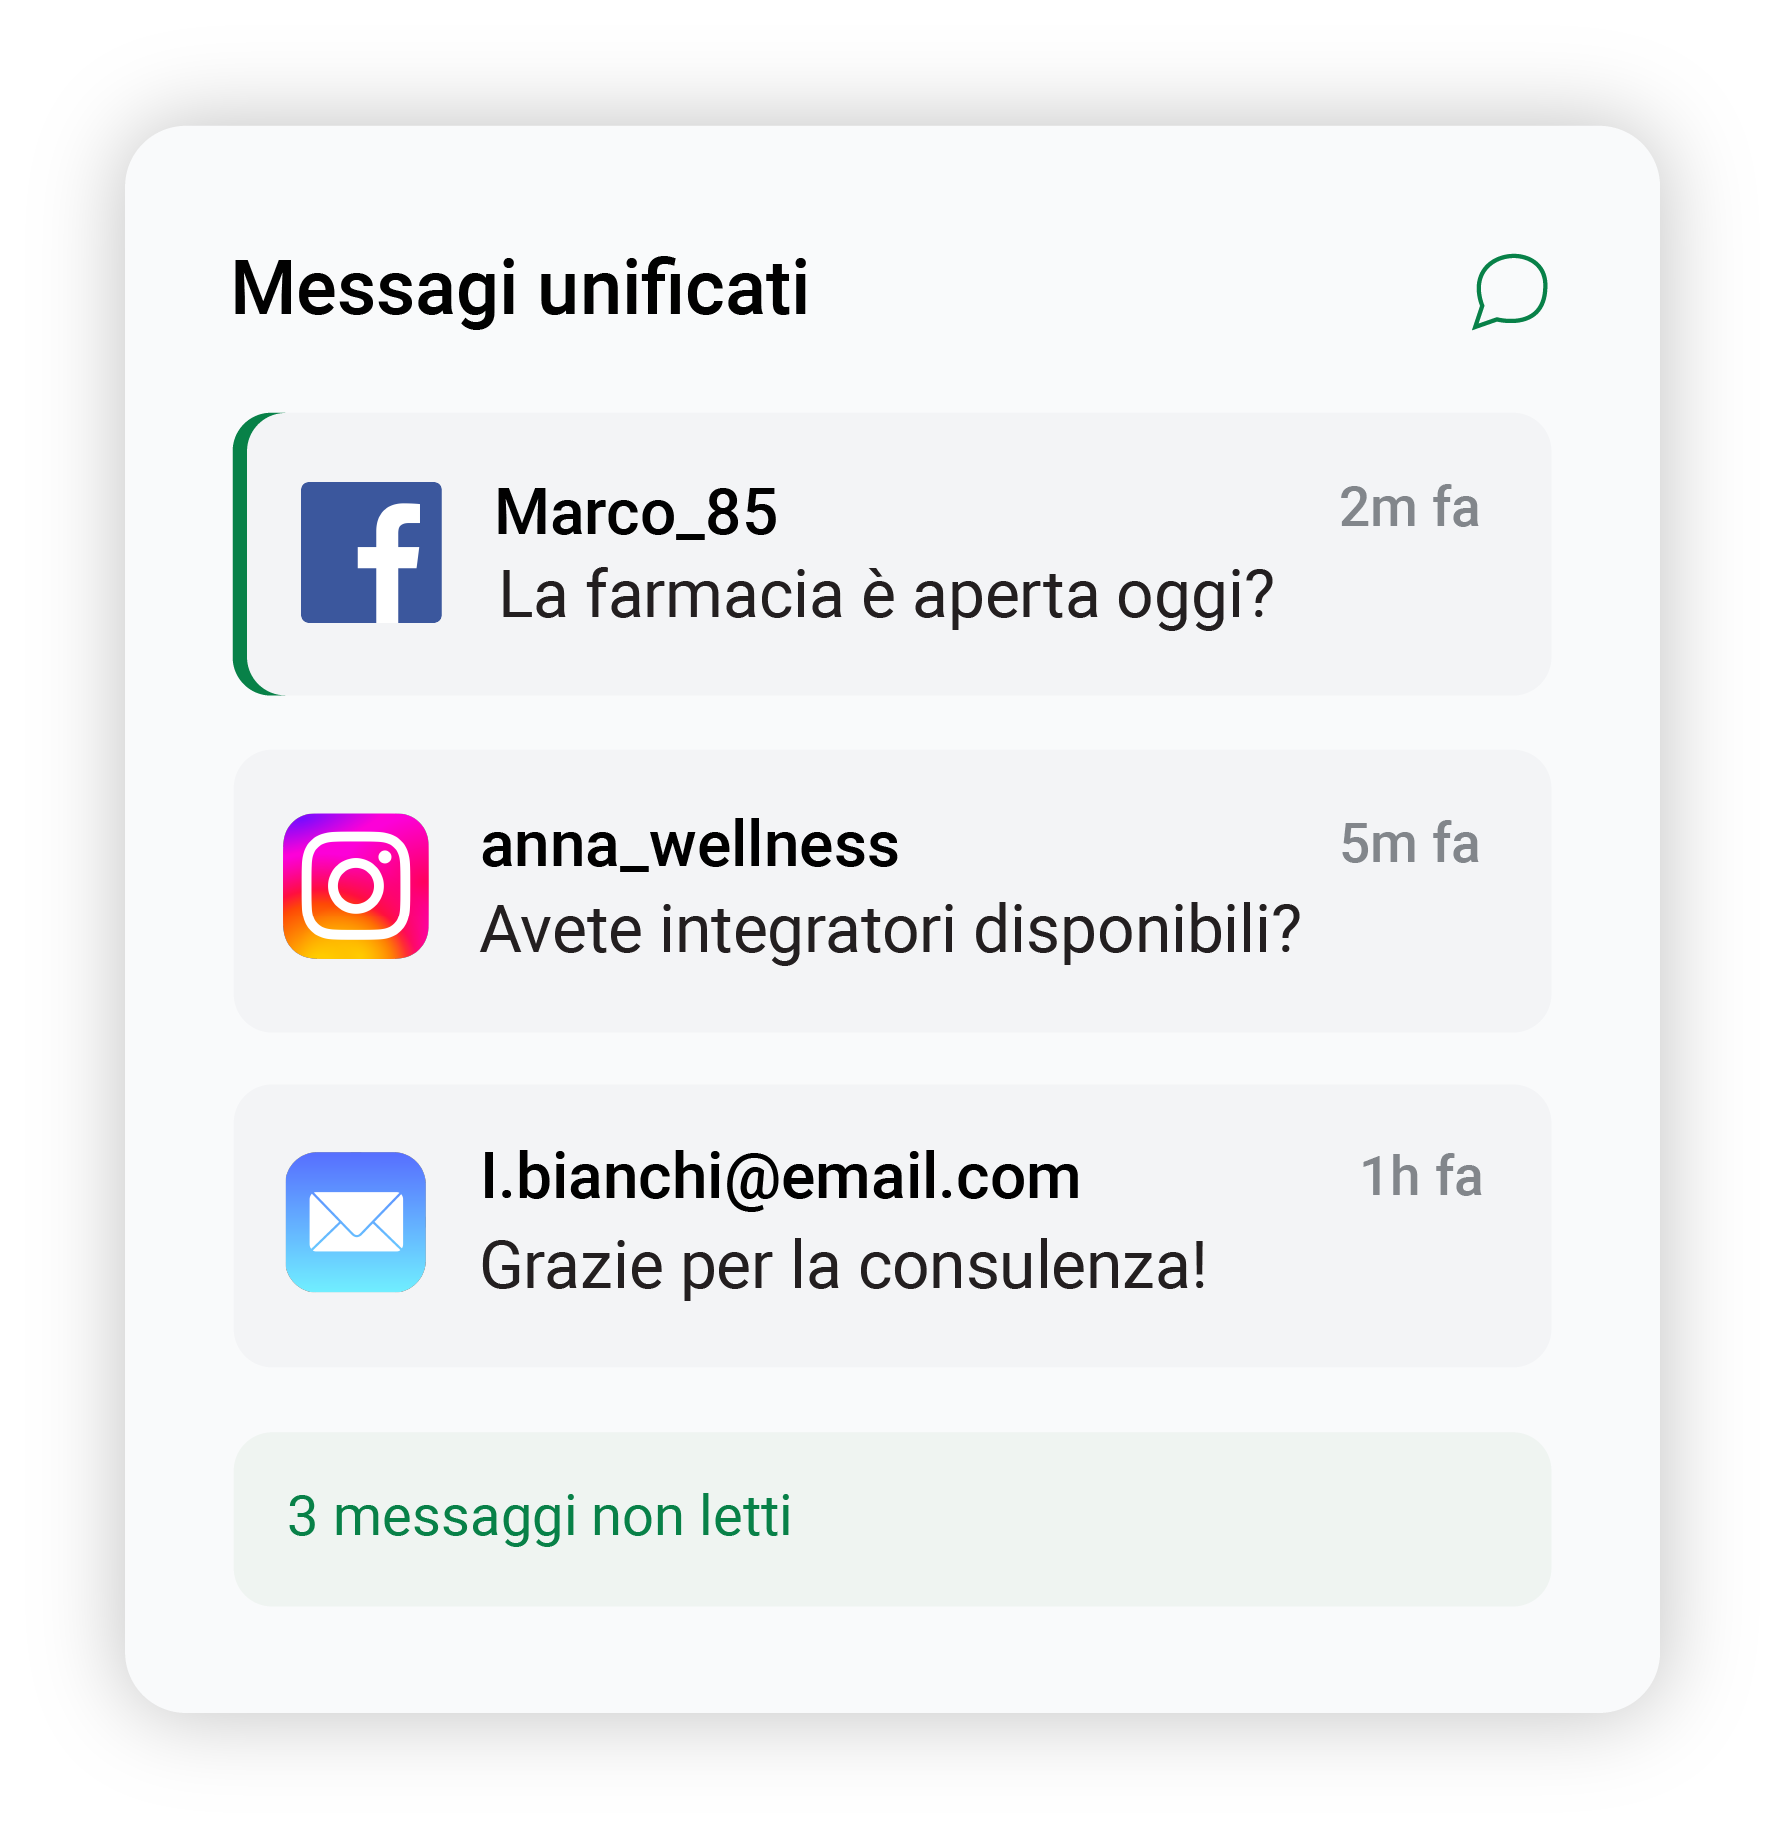 Messagi unificati
Marco_85
2m fa
La farmacia è aperta oggi?
anna_wellness
5m fa
Avete integratori disponibili?
I.bianchi@email.com
1h fa
Grazie per la consulenza!
3 messaggi non letti